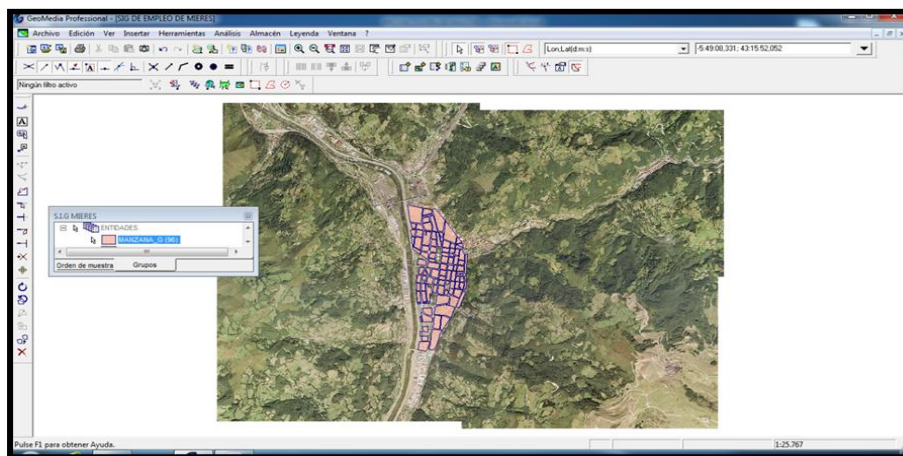 GeoMedia Professional - [SIG DE EMPLEO DE MIERES]
Archivo Edición Ver Insertar Herramientas Análisis Almacén Leyenda Ventana ?
Lon,Lat(d:m:s) -5:49:08,331; 43:15:52,052
Ningún filtro activo
S.I.G MIERES
ENTIDADES
MANZANA_G (96)
Orden de muestra Grupos
Pulse F1 para obtener Ayuda.
1:25.767